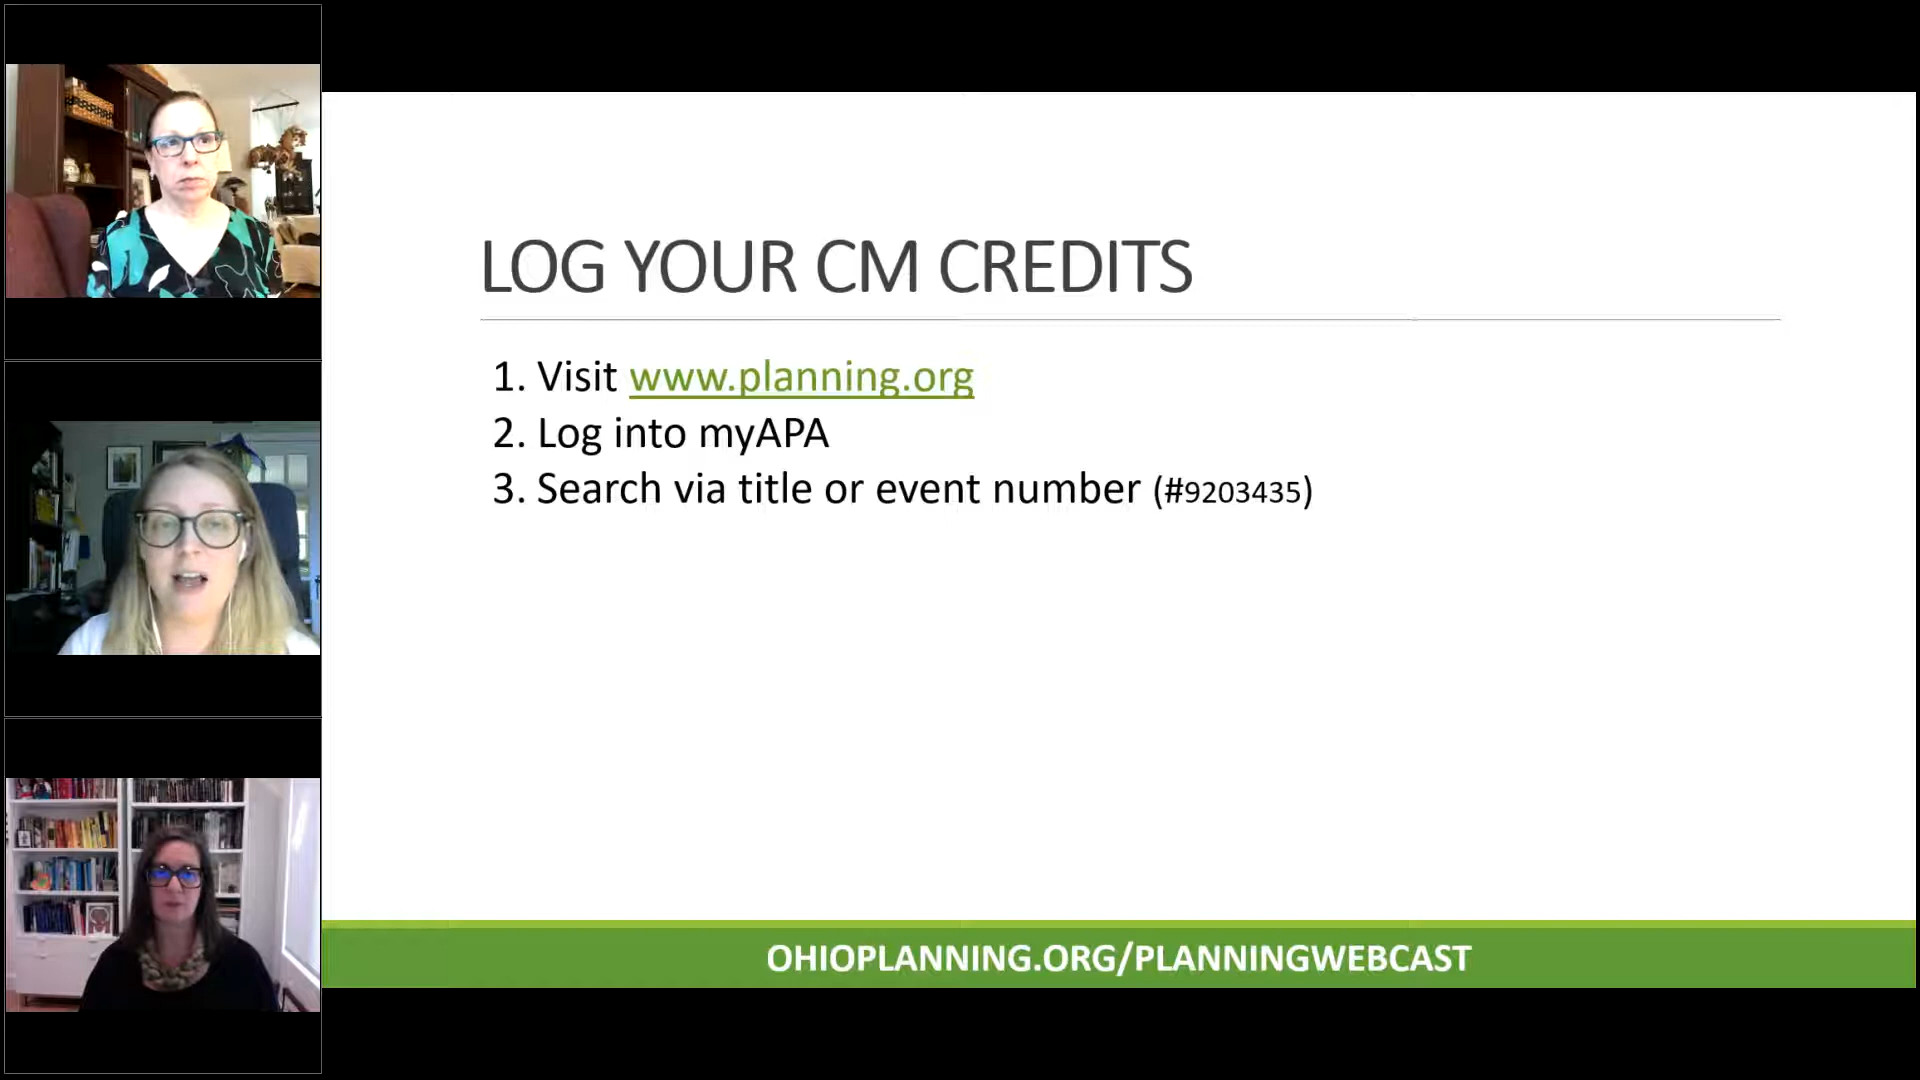 LOG YOUR CM CREDITS
1. Visit www.planning.org
2. Log into myAPA
3. Search via title or event number (#9203435)
OHIOPLANNING.ORG/PLANNINGWEBCAST